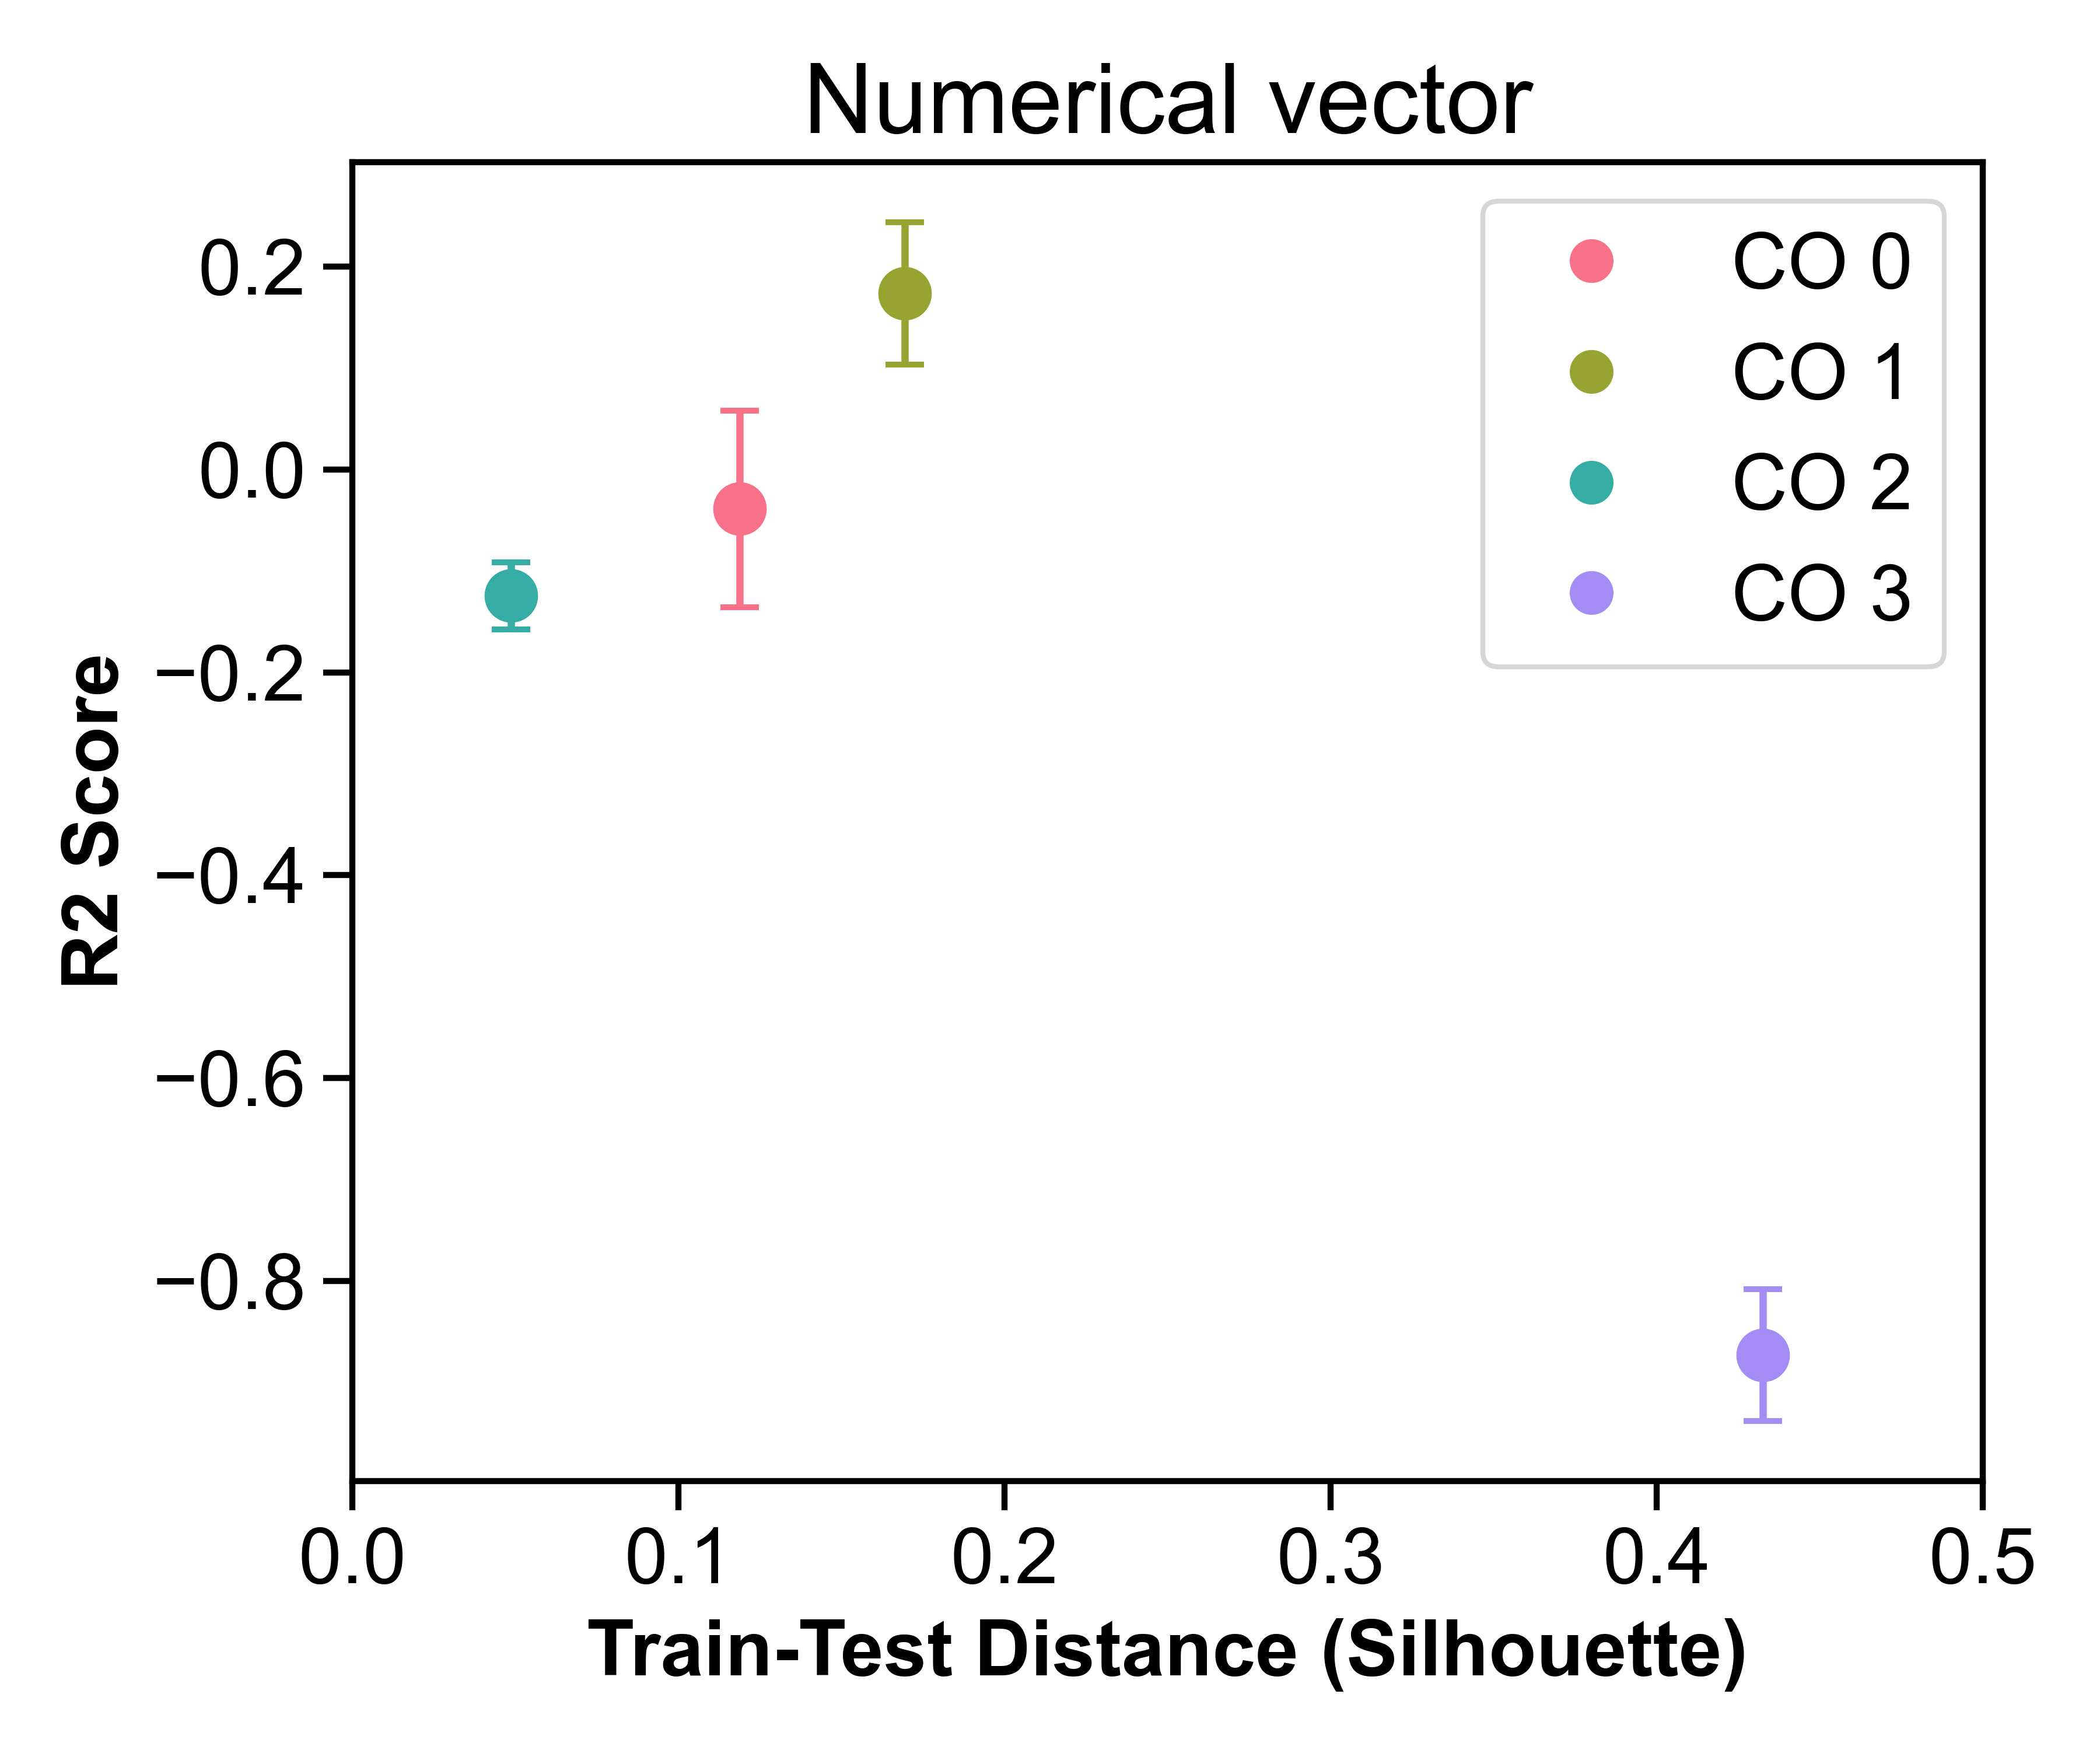 Numerical vector
CO 0
CO 1
CO 2
CO 3
R2 Score
0.2
0.0
−0.2
−0.4
−0.6
−0.8
0.0 0.1 0.2 0.3 0.4 0.5
Train-Test Distance (Silhouette)